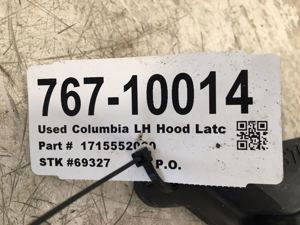 767-10014
Used Columbia LH Hood Latc
Part #
STK #69327 P.O.